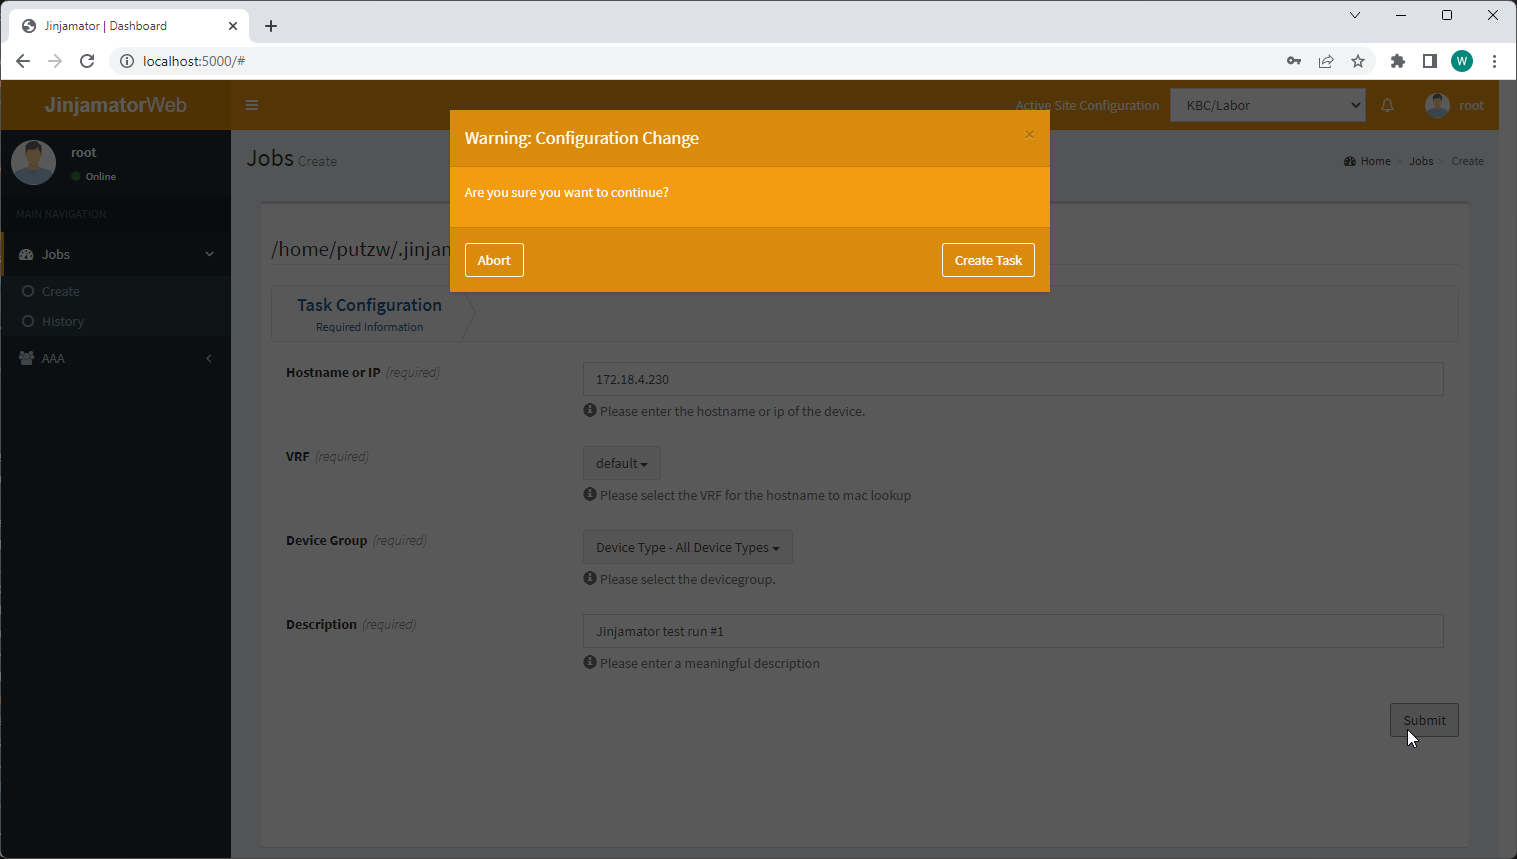 Jinjamator | Dashboard
localhost:5000/#
W
JinjamatorWeb
Active Site Configuration
KBC/Labor
root
root
Online
Jobs Create
Home
Jobs
Create
MAIN NAVIGATION
Jobs
Create
History
AAA
Warning: Configuration Change
×
Are you sure you want to continue?
Abort
Create Task
/home/putzw/.jinjam
Task Configuration
Required Information
Hostname or IP (required)
172.18.4.230
Please enter the hostname or ip of the device.
VRF (required)
default
Please select the VRF for the hostname to mac lookup
Device Group (required)
Device Type - All Device Types
Please select the devicegroup.
Description (required)
Jinjamator test run #1
Please enter a meaningful description
Submit